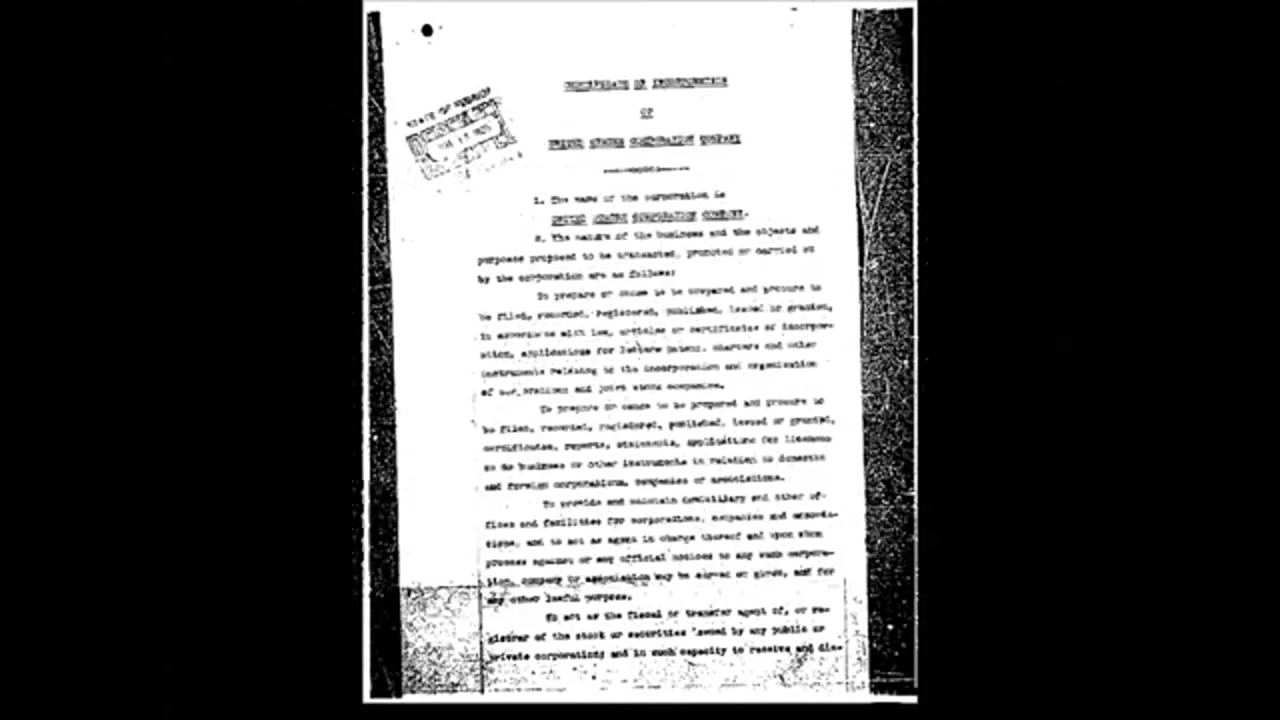 CERTIFICATE OF INCORPORATION
OF
UNITED STATES CORPORATION COMPANY
1. The name of the corporation is
UNITED STATES CORPORATION COMPANY.
2. The nature of the business and the objects and
purposes proposed to be transacted, promoted or carried on
by the corporation are as follows:
To prepare or cause to be prepared and procure to
be filed, recorded, registered, published, issued or granted,
in accordance with law, articles or certificates of incorpor-
ation, applications for letters patent, charters and other
instruments relating to the incorporation and organization
of corporations and joint stock companies.
To prepare or cause to be prepared and procure to
be filed, recorded, registered, published, issued or granted,
certificates, reports, statements, applications for licenses
to do business or other instruments in relation to domestic
and foreign corporations, companies or associations.
To provide and maintain domiciliary and other of-
fices and facilities for corporations, companies and associa-
tions, and to act as agent in charge thereof and upon whom
process against or any official notices to any such corpora-
tion, company or association may be served or given, and for
any other lawful purpose.
To act as the fiscal or transfer agent of, or re-
gistrar of the stock or securities issued by any public or
private corporation; and in such capacity to receive and dis-
STATE OF